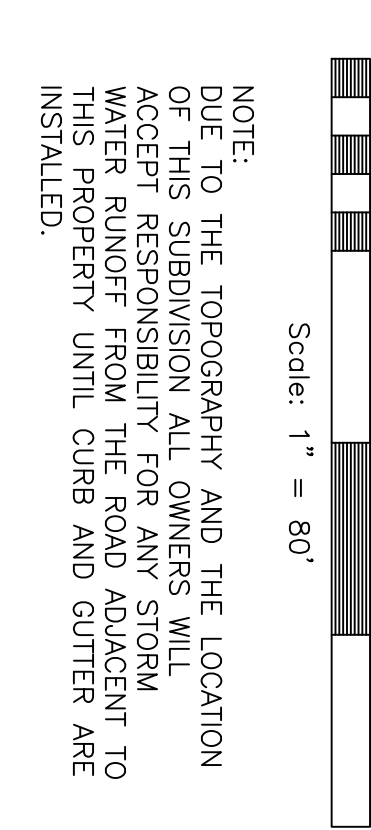 Scale: 1" = 80'
NOTE:
DUE TO THE TOPOGRAPHY AND THE LOCATION
OF THIS SUBDIVISION ALL OWNERS WILL
ACCEPT RESPONSIBILITY FOR ANY STORM
WATER RUNOFF FROM THE ROAD ADJACENT TO
THIS PROPERTY UNTIL CURB AND GUTTER ARE
INSTALLED.